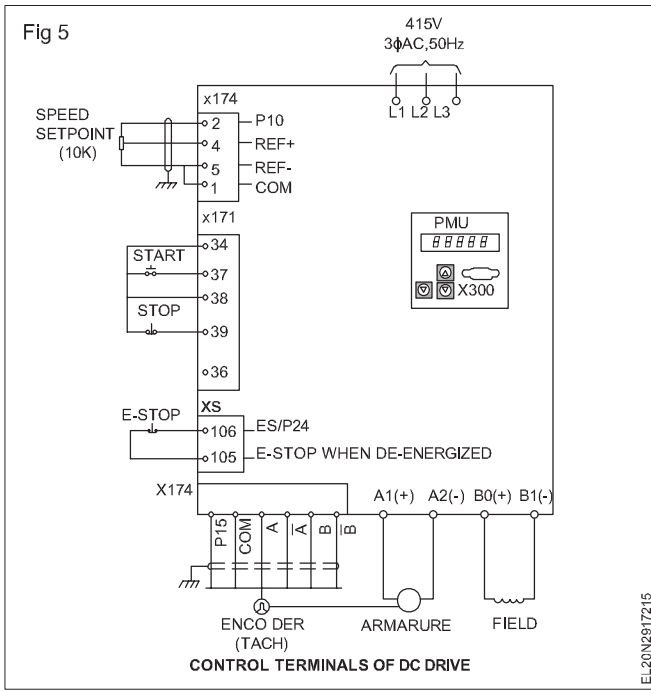 Fig 5
415V
3ɸAC,50Hz
L1 L2 L3
x174
SPEED
SETPOINT
(10K)
2 P10
4 REF+
5 REF-
1 COM
x171
34
START
37
38
STOP
39
36
PMU
88888
X300
XS
E-STOP
106 ES/P24
105 E-STOP WHEN DE-ENERGIZED
X174
A1(+) A2(-) B0(+) B1(-)
P15 COM A A̅ B B̅
ENCO DER
(TACH)
ARMARURE
FIELD
CONTROL TERMINALS OF DC DRIVE
EL20N2917215